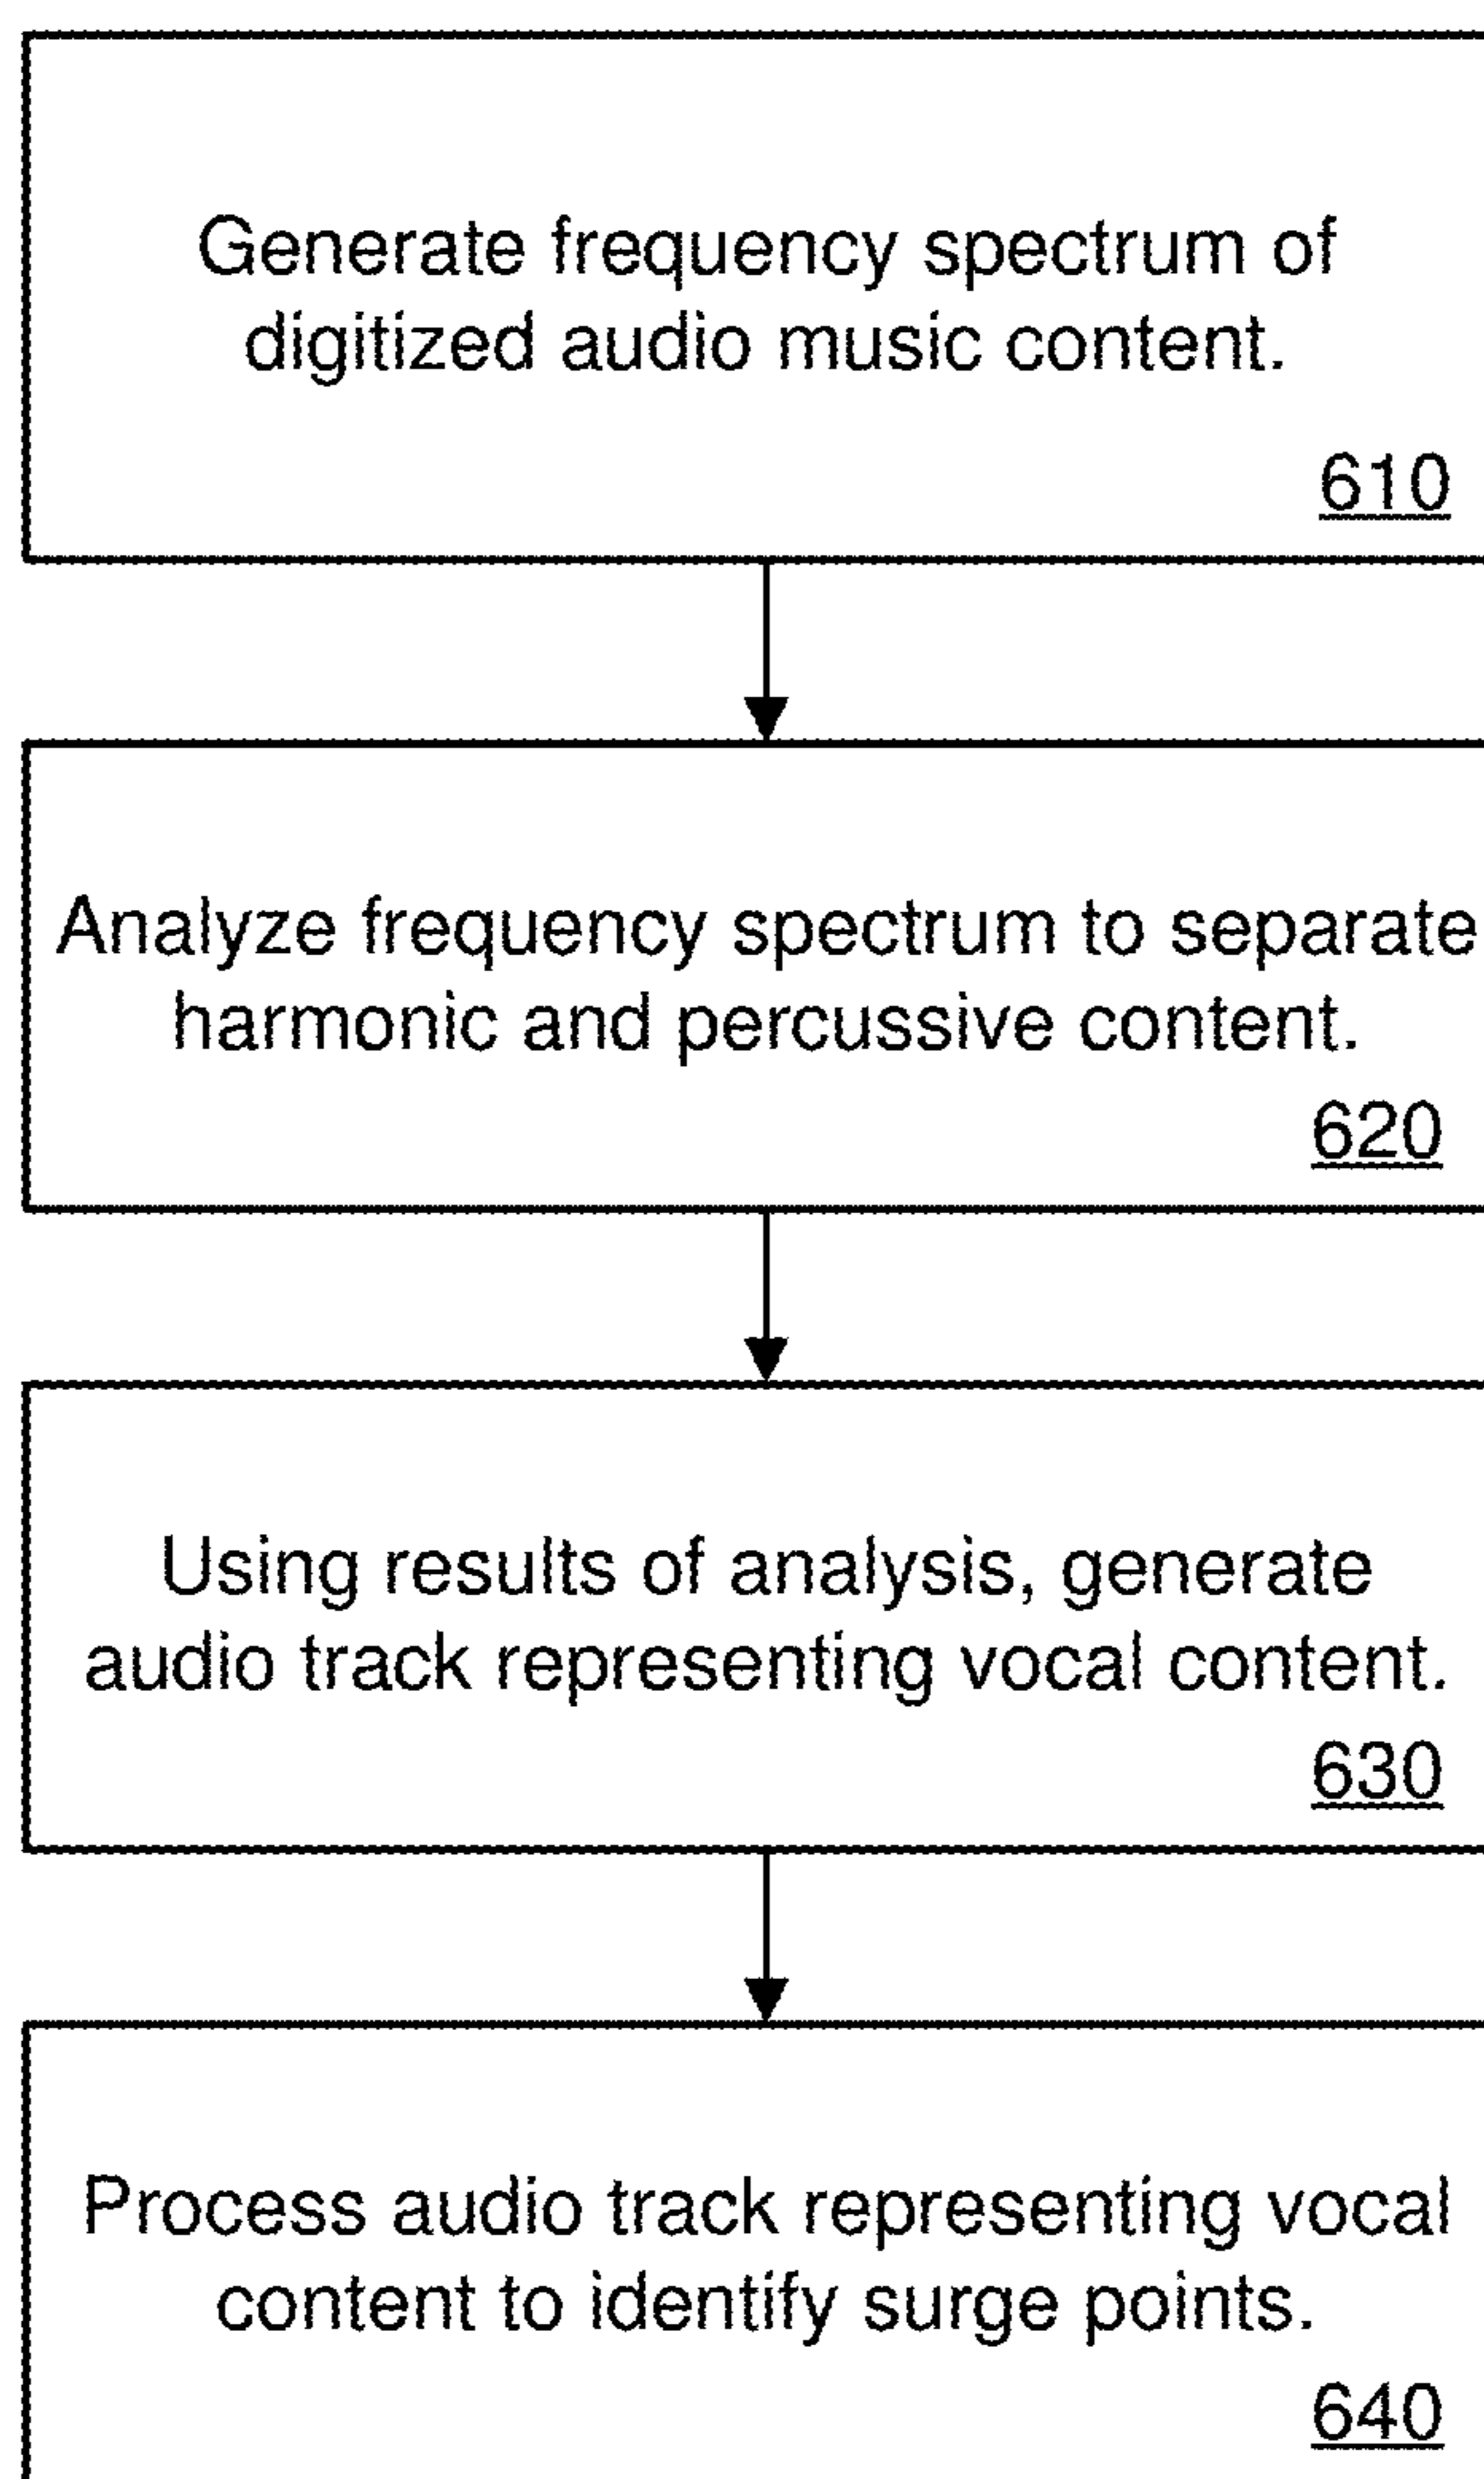 Generate frequency spectrum of
digitized audio music content.
610
Analyze frequency spectrum to separate
harmonic and percussive content.
620
Using results of analysis, generate
audio track representing vocal content.
630
Process audio track representing vocal
content to identify surge points.
640